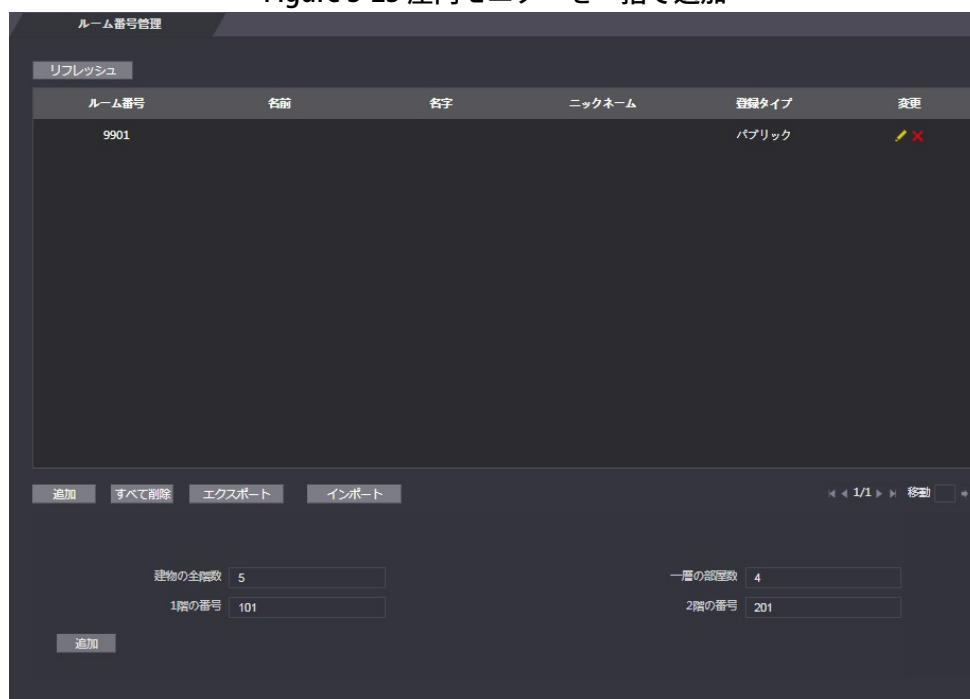 ルーム番号管理
リフレッシュ
ルーム番号 名前 名字 ニックネーム 登録タイプ 変更
9901 パブリック
追加 すべて削除 エクスポート インポート 1/1 移動
建物の全階数 5 一層の部屋数 4
1階の番号 101 2階の番号 201
追加